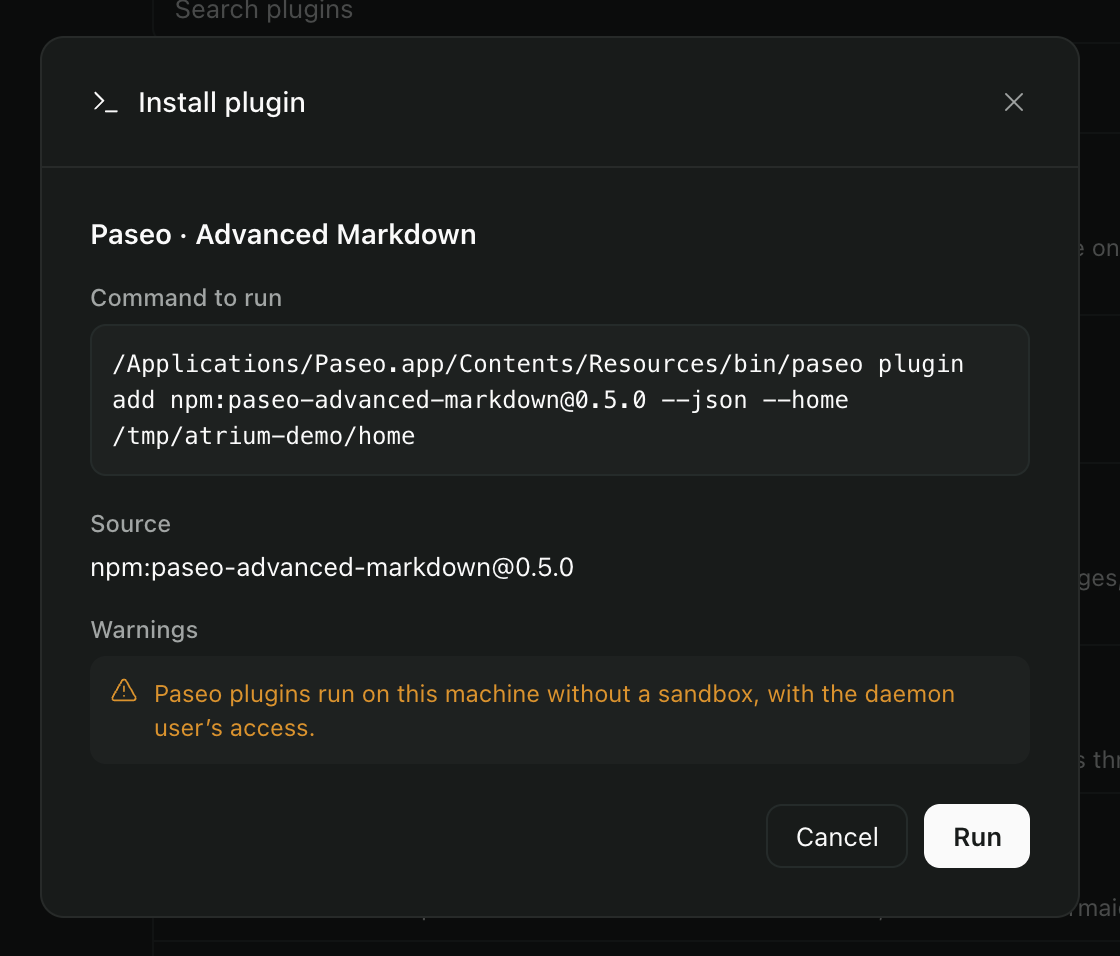 Search plugins
Install plugin
Paseo · Advanced Markdown
Command to run
/Applications/Paseo.app/Contents/Resources/bin/paseo plugin
add npm:paseo-advanced-markdown@0.5.0 --json --home
/tmp/atrium-demo/home
Source
npm:paseo-advanced-markdown@0.5.0
Warnings
Paseo plugins run on this machine without a sandbox, with the daemon
user’s access.
Cancel
Run